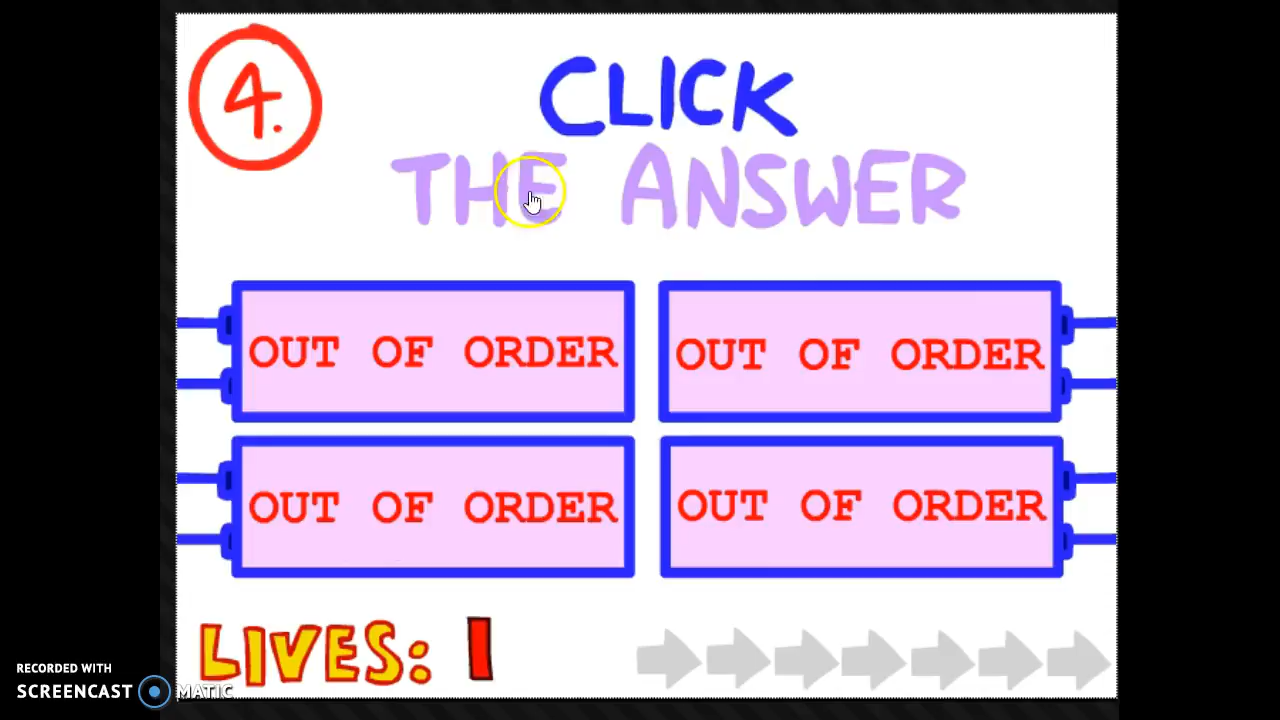 4.
CLICK
THE ANSWER
OUT OF ORDER
OUT OF ORDER
OUT OF ORDER
OUT OF ORDER
LIVES: 1
RECORDED WITH
SCREENCAST MATIC